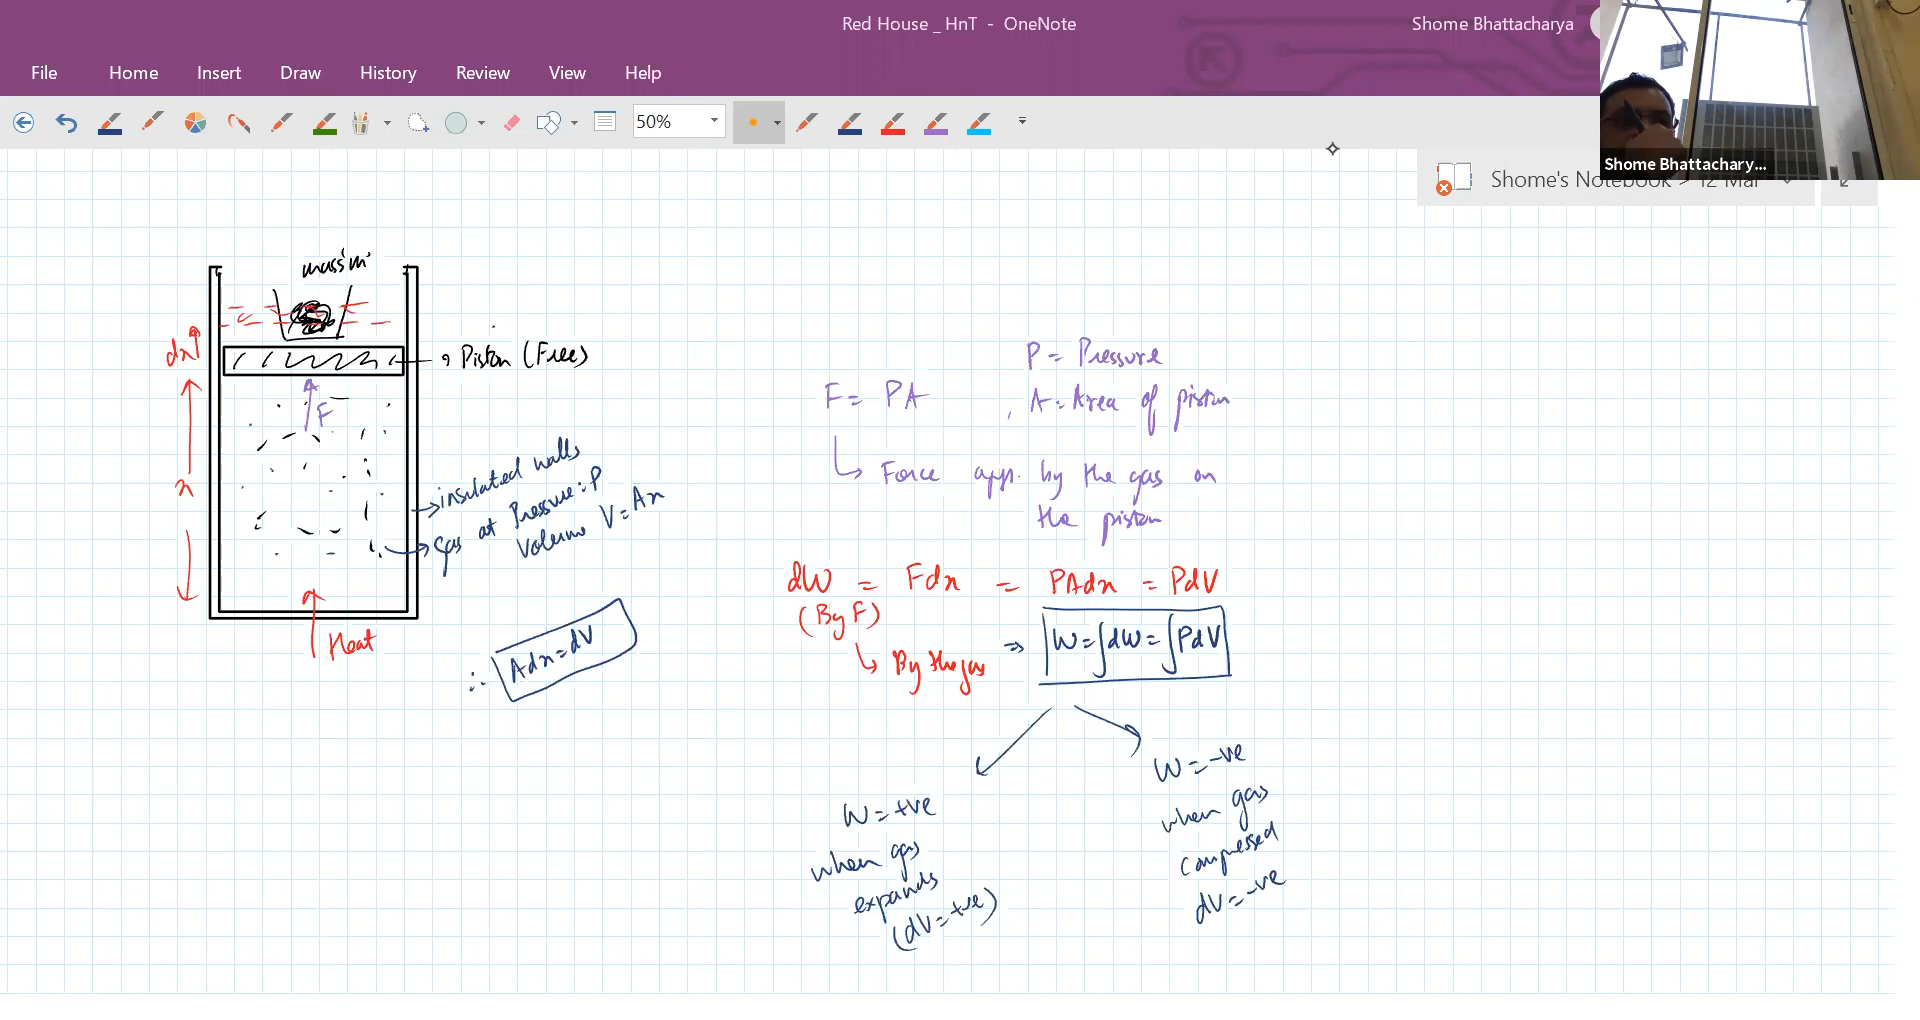 Red House _ HnT - OneNote
Shome Bhattacharya
File Home Insert Draw History Review View Help
50%
Shome Bhattachary...
Shome's Notebook > 12 Mar
mass 'm'
dx
Piston (Free)
F
x
insulated walls
gas at Pressure: P
Volume V = Ax
Heat
∴ Adx = dV
P = Pressure
F = PA , A = Area of piston
Force app. by the gas on
the piston
dW = Fdx = PAdx = PdV
(By F)
By the gas ⇒ W = ∫dW = ∫PdV
W = +ve
when gas
expands
(dV = +ve)
W = -ve
when gas
compressed
dV = -ve